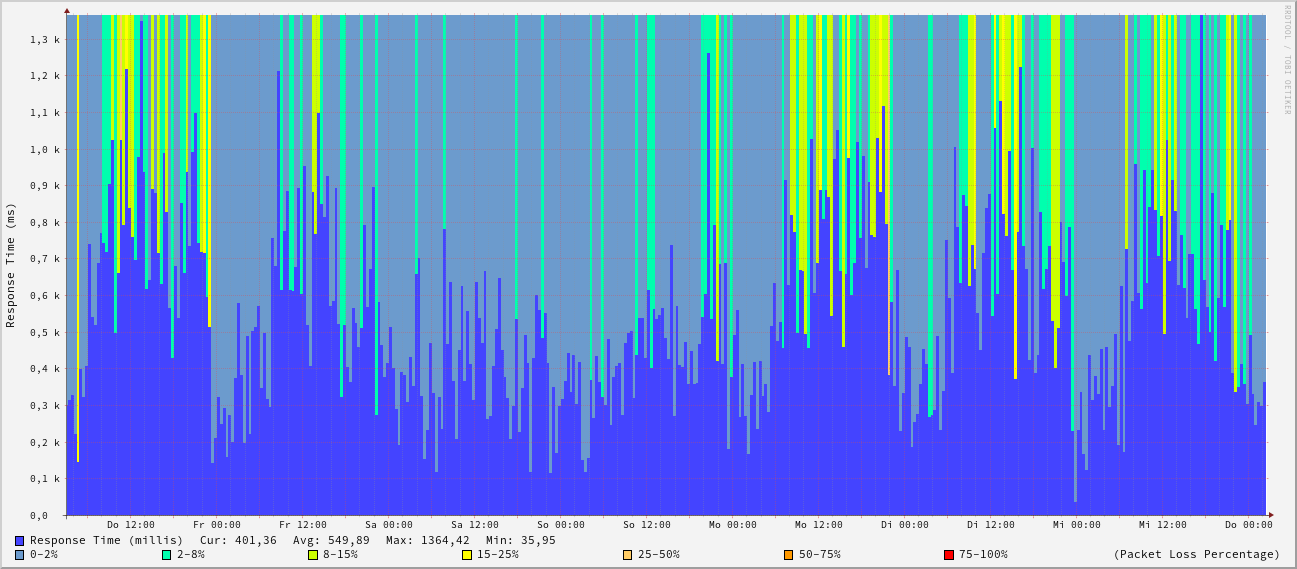 RRDTOOL / TOBI OETIKER
Response Time (ms)
1,3 k
1,2 k
1,1 k
1,0 k
0,9 k
0,8 k
0,7 k
0,6 k
0,5 k
0,4 k
0,3 k
0,2 k
0,1 k
0,0
Do 12:00 Fr 00:00 Fr 12:00 Sa 00:00 Sa 12:00 So 00:00 So 12:00 Mo 00:00 Mo 12:00 Di 00:00 Di 12:00 Mi 00:00 Mi 12:00 Do 00:00
Response Time (millis) Cur: 401,36 Avg: 549,89 Max: 1364,42 Min: 35,95
0-2% 2-8% 8-15% 15-25% 25-50% 50-75% 75-100% (Packet Loss Percentage)